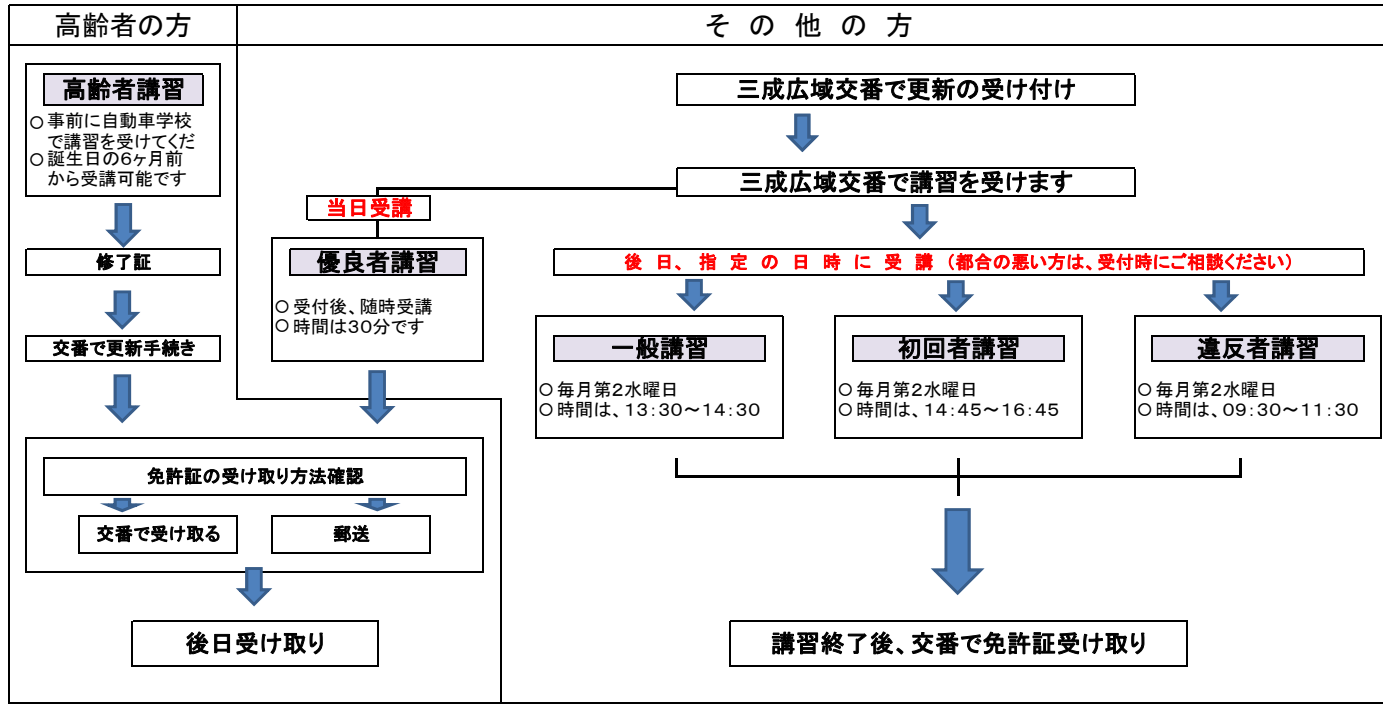 高齢者の方
そ の 他 の 方
高齢者講習
○事前に自動車学校
で講習を受けてくだ
○誕生日の6ヶ月前
から受講可能です
修了証
交番で更新手続き
三成広域交番で更新の受け付け
三成広域交番で講習を受けます
当日受講
優良者講習
○受付後、随時受講
○時間は30分です
後 日、 指 定 の 日 時 に 受 講 (都合の悪い方は、受付時にご相談ください)
一般講習
○毎月第2水曜日
○時間は、13:30～14:30
初回者講習
○毎月第2水曜日
○時間は、14:45～16:45
違反者講習
○毎月第2水曜日
○時間は、09:30～11:30
免許証の受け取り方法確認
交番で受け取る
郵送
後日受け取り
講習終了後、交番で免許証受け取り